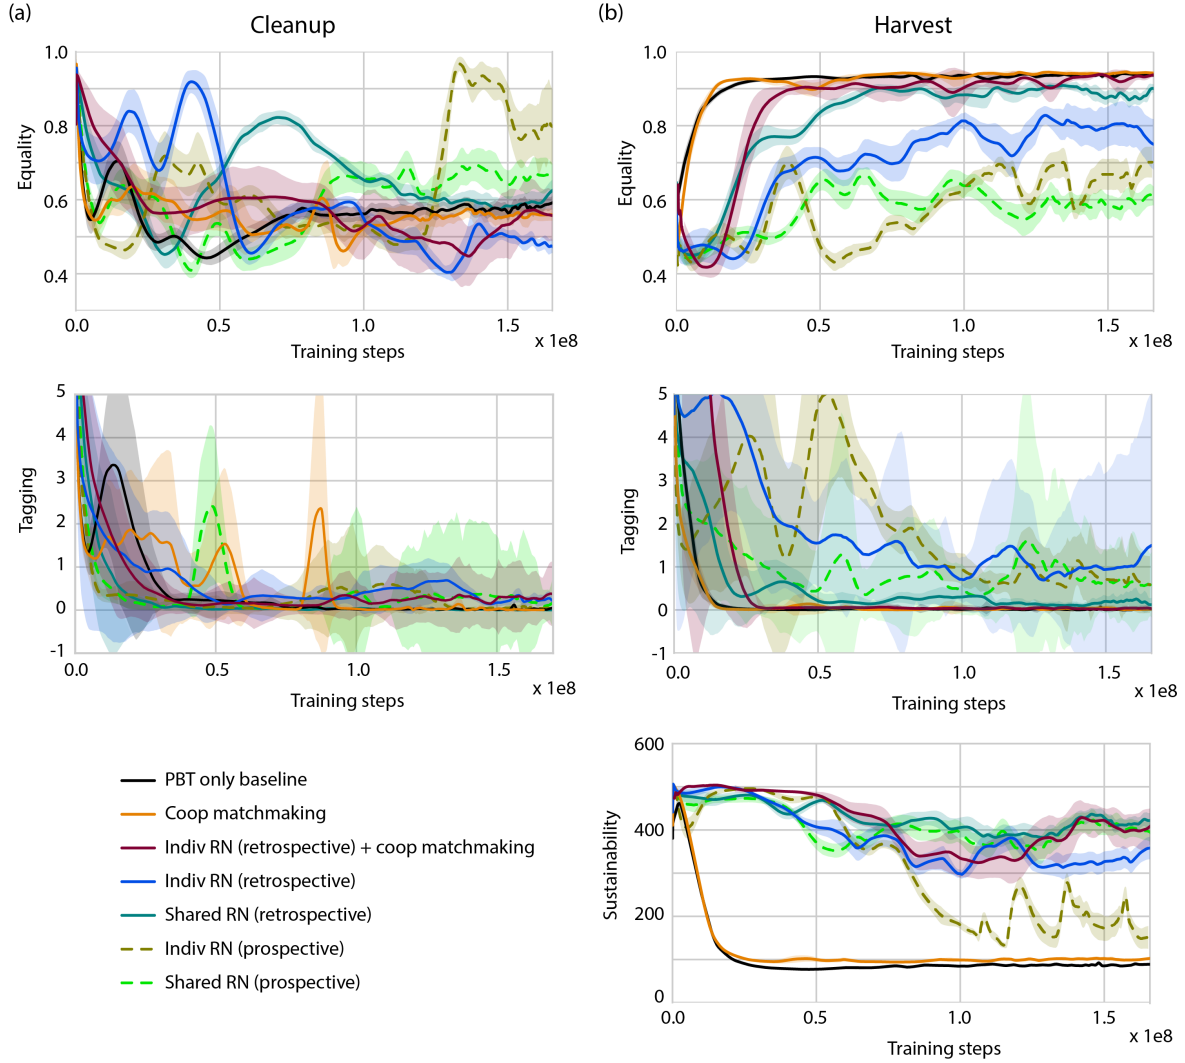 (a)
Cleanup
1.0
0.8
0.6
0.4
Equality
0.0
0.5
1.0
1.5
x 1e8
Training steps
(b)
Harvest
1.0
0.8
0.6
0.4
Equality
0.0
0.5
1.0
1.5
x 1e8
Training steps
5
4
3
2
1
0
-1
Tagging
0.0
0.5
1.0
1.5
x 1e8
Training steps
5
4
3
2
1
0
-1
Tagging
0.0
0.5
1.0
1.5
x 1e8
Training steps
PBT only baseline
Coop matchmaking
Indiv RN (retrospective) + coop matchmaking
Indiv RN (retrospective)
Shared RN (retrospective)
Indiv RN (prospective)
Shared RN (prospective)
600
400
200
0
Sustainability
0.0
0.5
1.0
1.5
x 1e8
Training steps